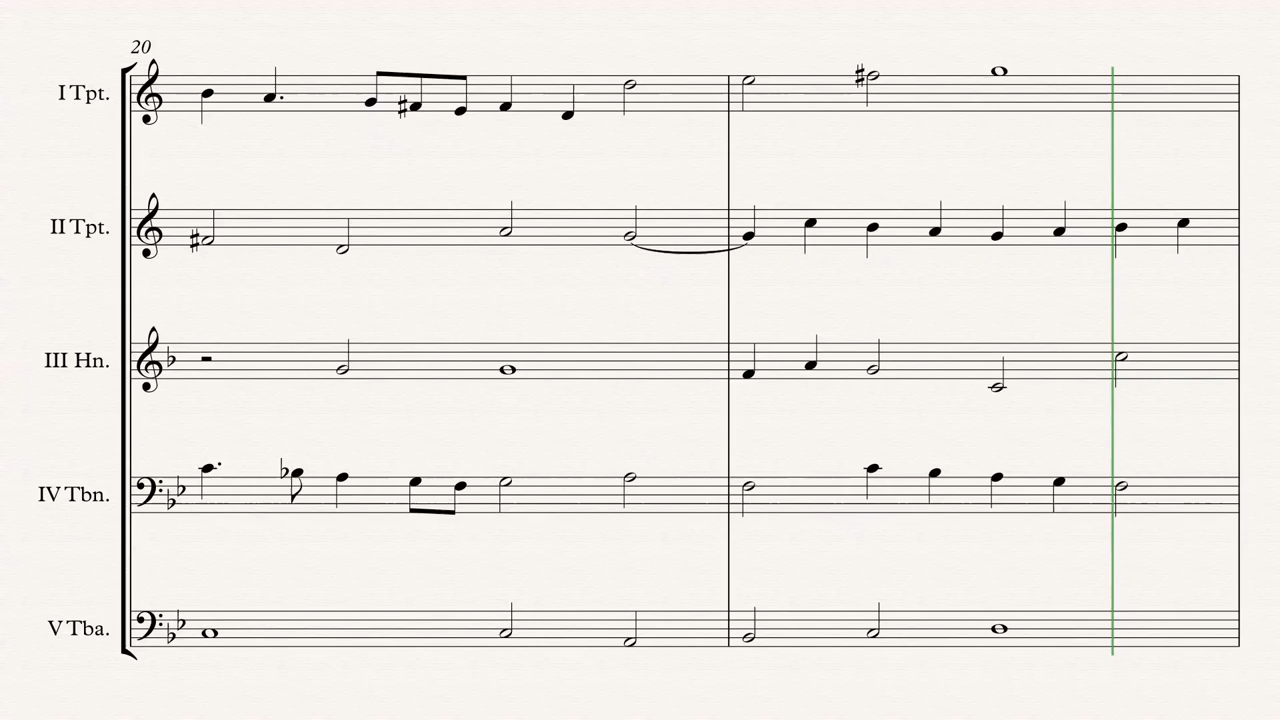 20
I Tpt.
II Tpt.
III Hn.
IV Tbn.
V Tba.